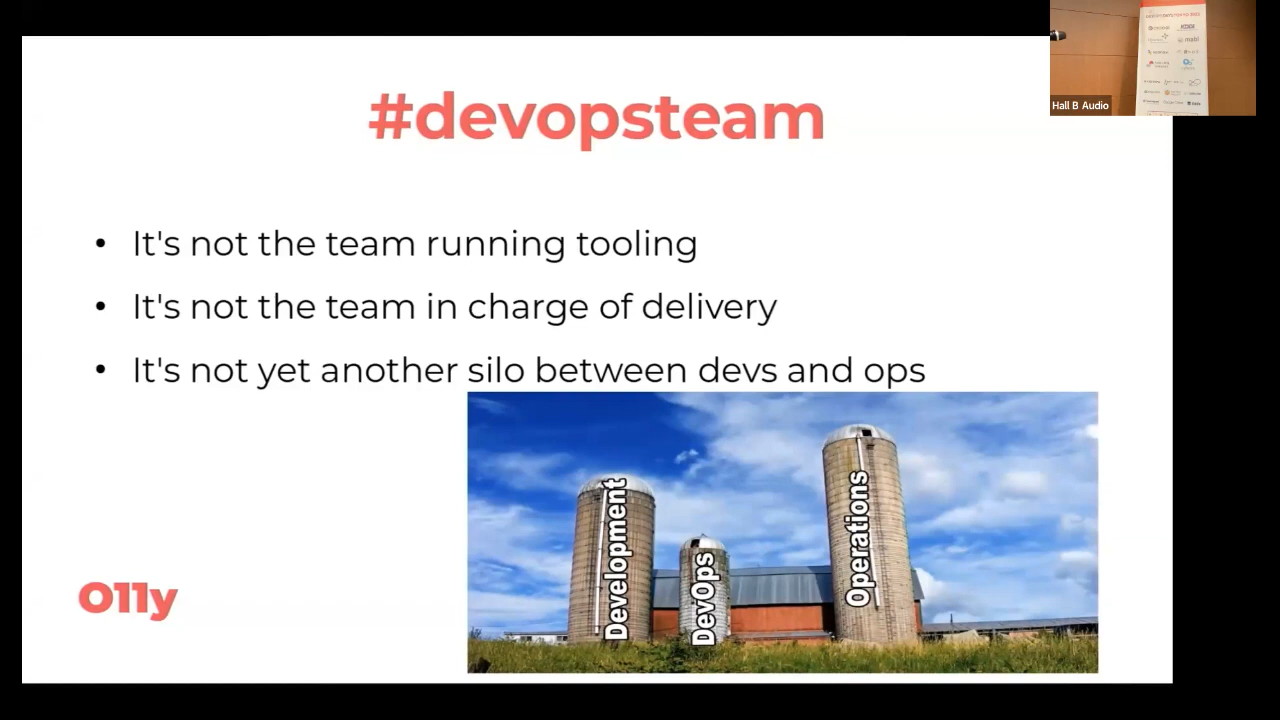 #devopsteam
• It's not the team running tooling
• It's not the team in charge of delivery
• It's not yet another silo between devs and ops
Development
DevOps
Operations
O11y
Hall B Audio
mabl